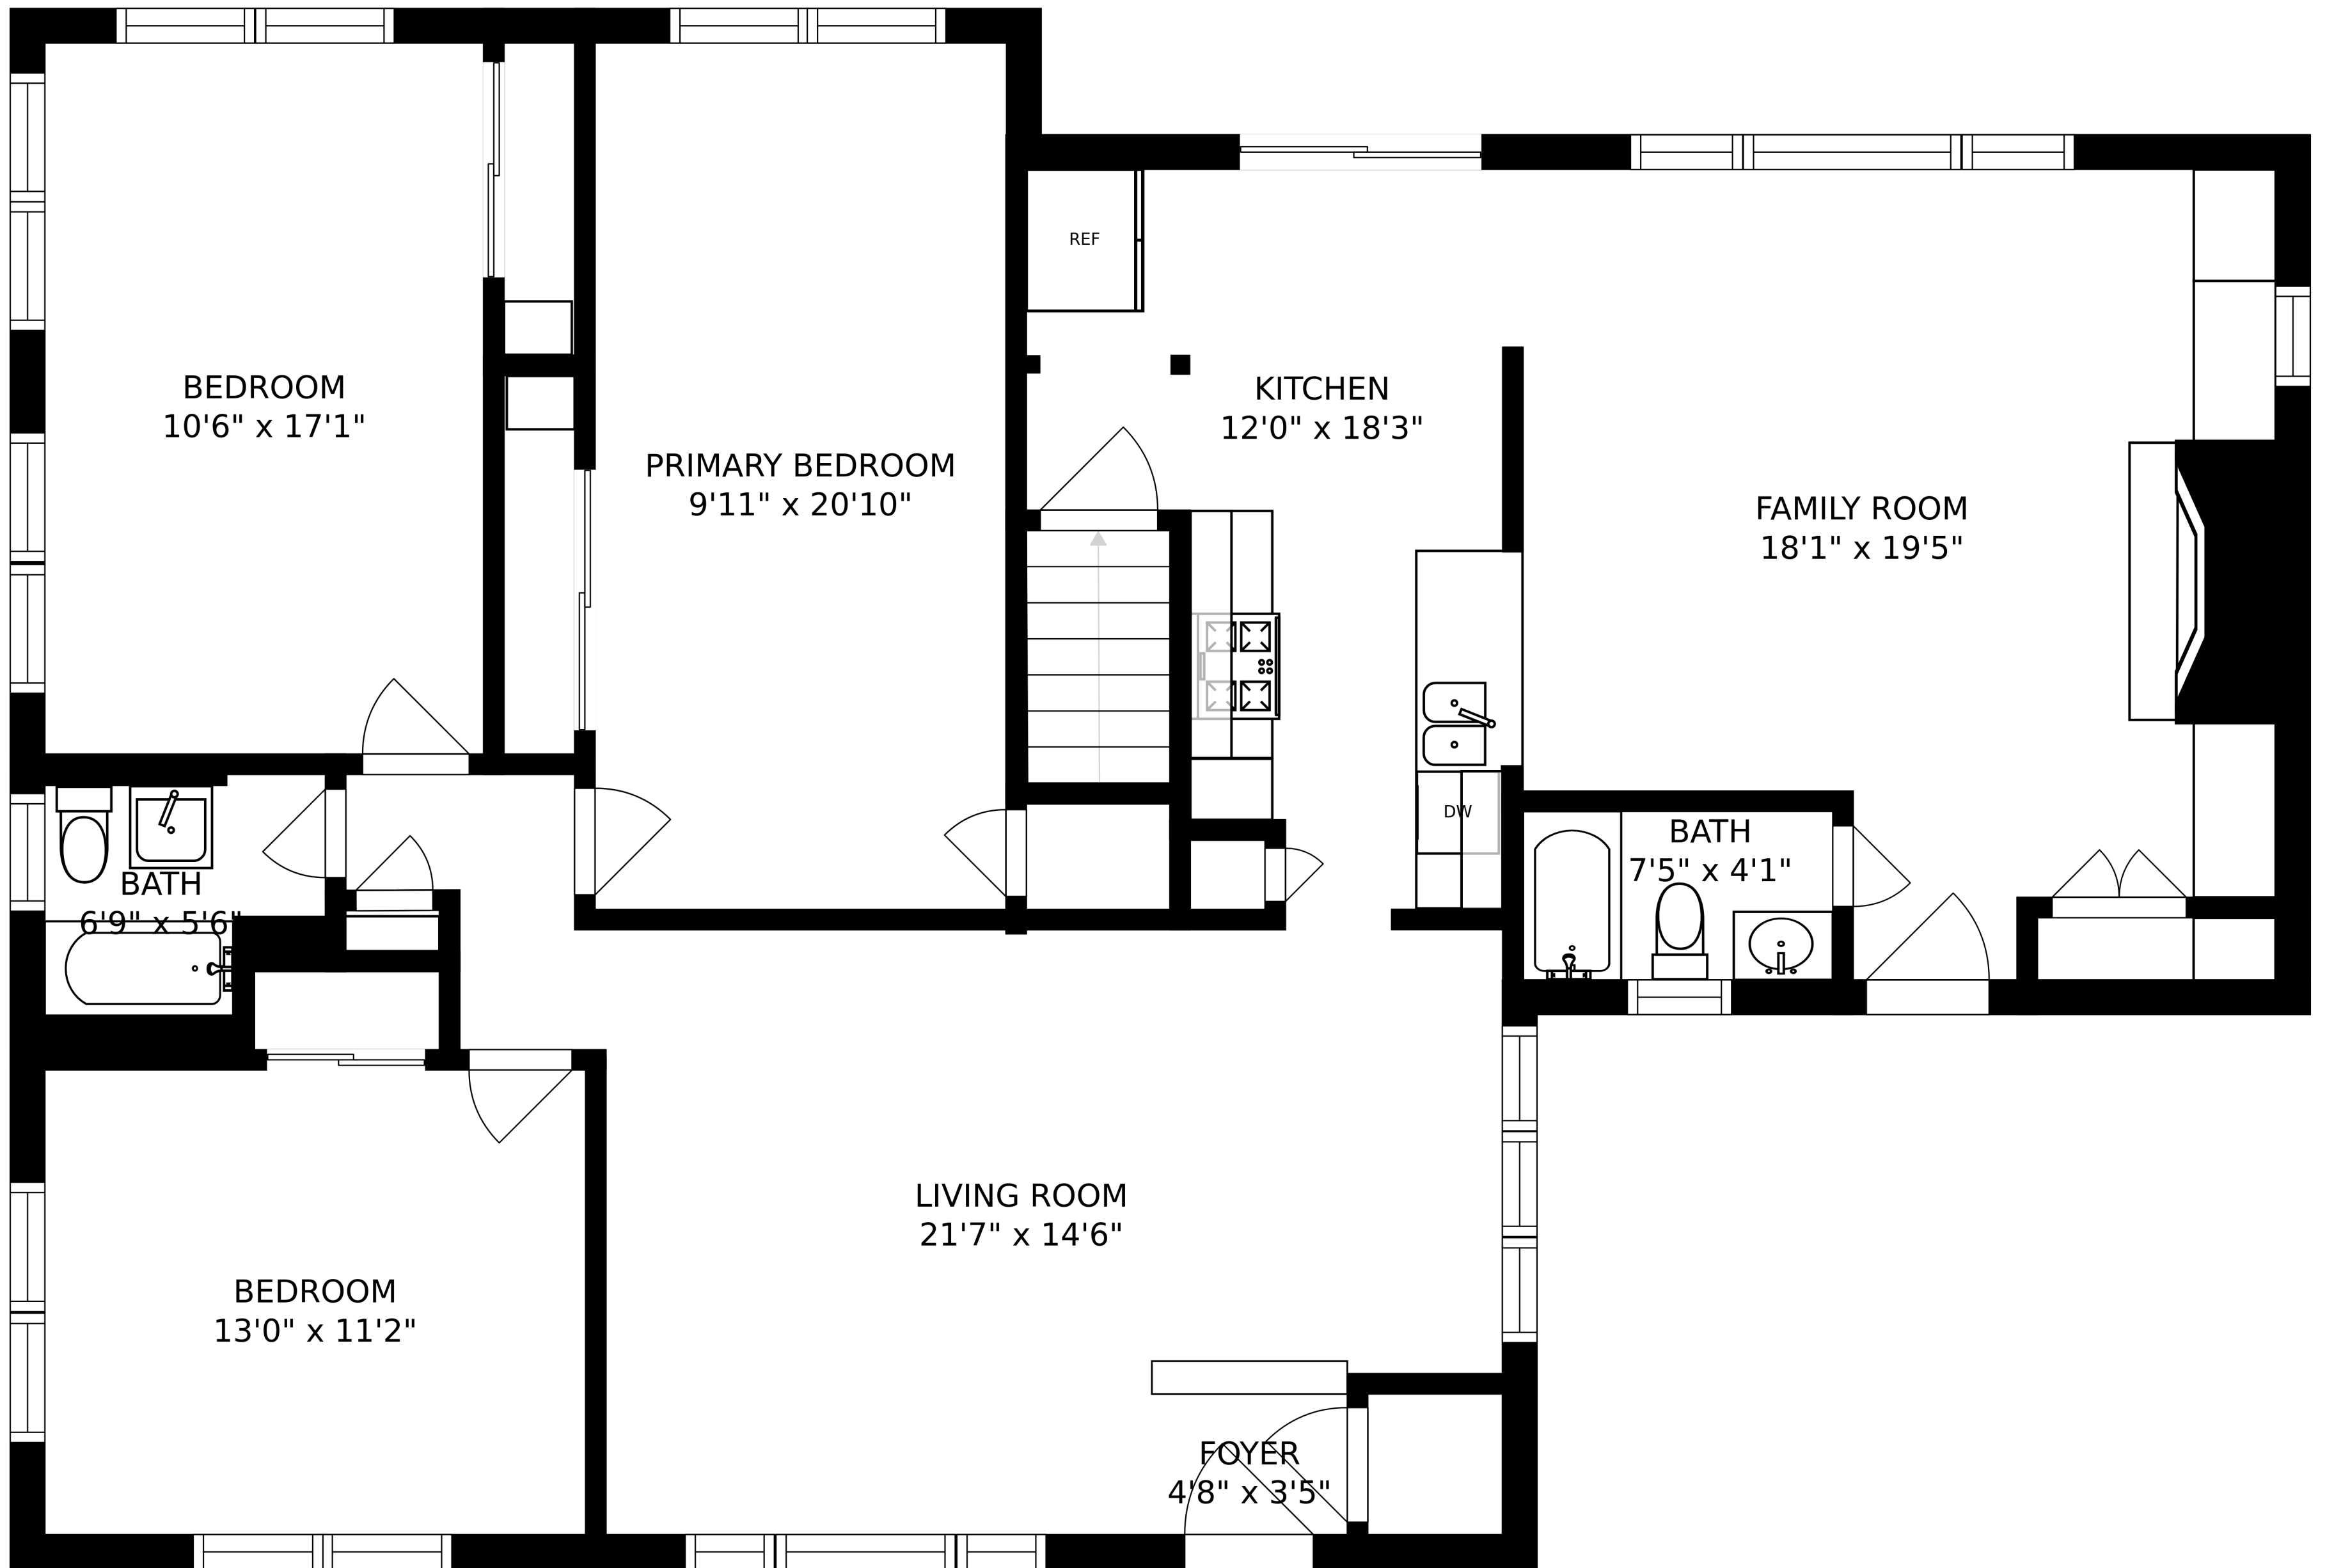 REF
BEDROOM
10'6" x 17'1"
KITCHEN
12'0" x 18'3"
PRIMARY BEDROOM
9'11" x 20'10"
FAMILY ROOM
18'1" x 19'5"
DW
BATH
7'5" x 4'1"
BATH
6'9" x 5'6"
LIVING ROOM
21'7" x 14'6"
BEDROOM
13'0" x 11'2"
FOYER
4'8" x 3'5"